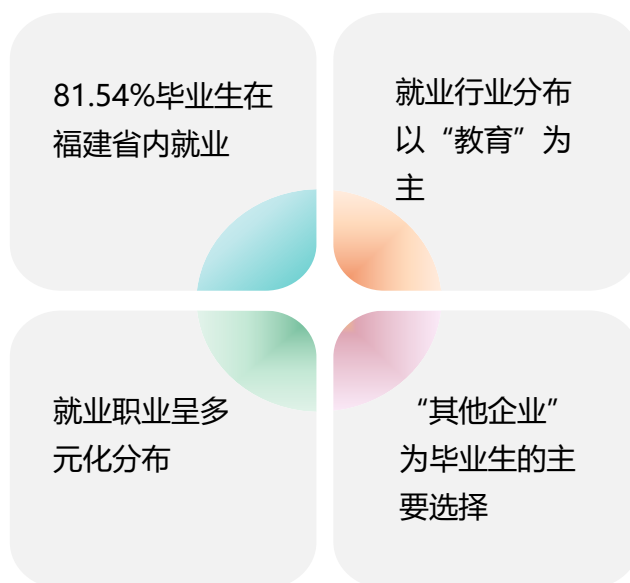 81.54%毕业生在
福建省内就业
就业行业分布
以“教育”为
主
就业职业呈多
元化分布
“其他企业”
为毕业生的主
要选择